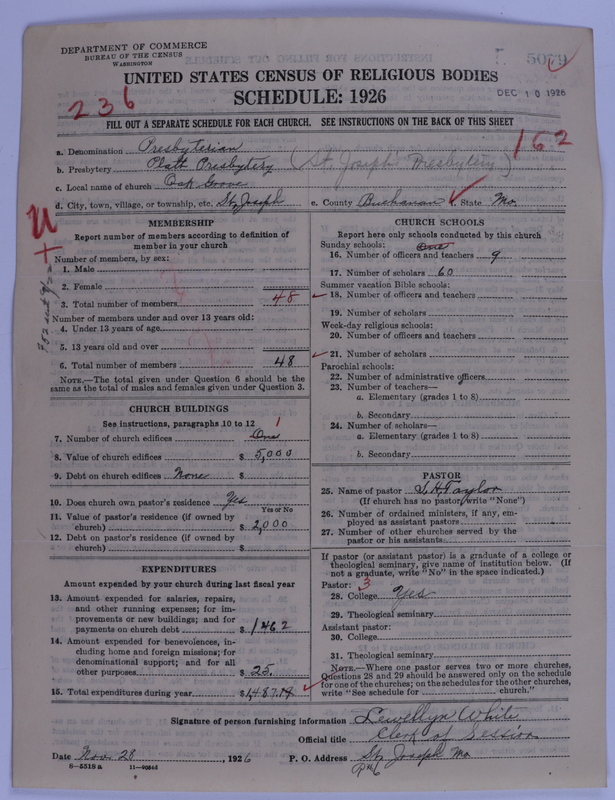 DEPARTMENT OF COMMERCE
BUREAU OF THE CENSUS
WASHINGTON
5079
UNITED STATES CENSUS OF RELIGIOUS BODIES
SCHEDULE: 1926
DEC 10 1926
236
FILL OUT A SEPARATE SCHEDULE FOR EACH CHURCH. SEE INSTRUCTIONS ON THE BACK OF THIS SHEET
162
a. Denomination Presbyterian
b. Presbytery Platt Presbytery (St. Joseph Presbytery)
c. Local name of church Oak Grove
d. City, town, village, or township, etc. St. Joseph e. County Buchanan f. State Mo.
MEMBERSHIP
Report number of members according to definition of
member in your church
Number of members, by sex:
1. Male
2. Female
3. Total number of members 48
Number of members under and over 13 years old:
4. Under 13 years of age
5. 13 years old and over
6. Total number of members 48
NOTE.—The total given under Question 6 should be the
same as the total of males and females given under Question 3.
CHURCH BUILDINGS
See instructions, paragraphs 10 to 12
1
7. Number of church edifices One
8. Value of church edifices $ 5,000
9. Debt on church edifices None $
10. Does church own pastor's residence Yes
Yes or No
11. Value of pastor's residence (if owned by
church) $ 2,000
12. Debt on pastor's residence (if owned by
church) $
EXPENDITURES
Amount expended by your church during last fiscal year
13. Amount expended for salaries, repairs,
and other running expenses; for im-
provements or new buildings; and for
payments on church debt $ 1462
14. Amount expended for benevolences, in-
cluding home and foreign missions; for
denominational support; and for all
other purposes $ 25.
15. Total expenditures during year $1,487.19
CHURCH SCHOOLS
Report here only schools conducted by this church
Sunday schools: One
16. Number of officers and teachers 9
17. Number of scholars 60
Summer vacation Bible schools:
18. Number of officers and teachers
19. Number of scholars
Week-day religious schools:
20. Number of officers and teachers
21. Number of scholars
Parochial schools:
22. Number of administrative officers
23. Number of teachers—
a. Elementary (grades 1 to 8)
b. Secondary
24. Number of scholars—
a. Elementary (grades 1 to 8)
b. Secondary
PASTOR
25. Name of pastor V. H. Taylor
(If church has no pastor, write "None")
26. Number of ordained ministers, if any, em-
ployed as assistant pastors
27. Number of other churches served by the
pastor or his assistants
If pastor (or assistant pastor) is a graduate of a college or
theological seminary, give name of institution below. (If
not a graduate, write "No" in the space indicated.)
Pastor: 3
28. College Yes
29. Theological seminary
Assistant pastor:
30. College
31. Theological seminary
NOTE.—Where one pastor serves two or more churches,
Questions 28 and 29 should be answered only on the schedule
for one of the churches; on the schedules for the other churches,
write "See schedule for church."
Signature of person furnishing information Lewellyn White
Official title Clerk of Session
Date Nov. 28, 1926 P. O. Address St. Joseph Mo.
8-5518a 11-9046d
R#6